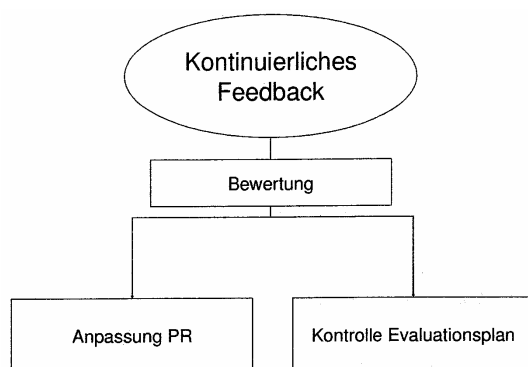 Kontinuierliches
Feedback
Bewertung
Anpassung PR
Kontrolle Evaluationsplan